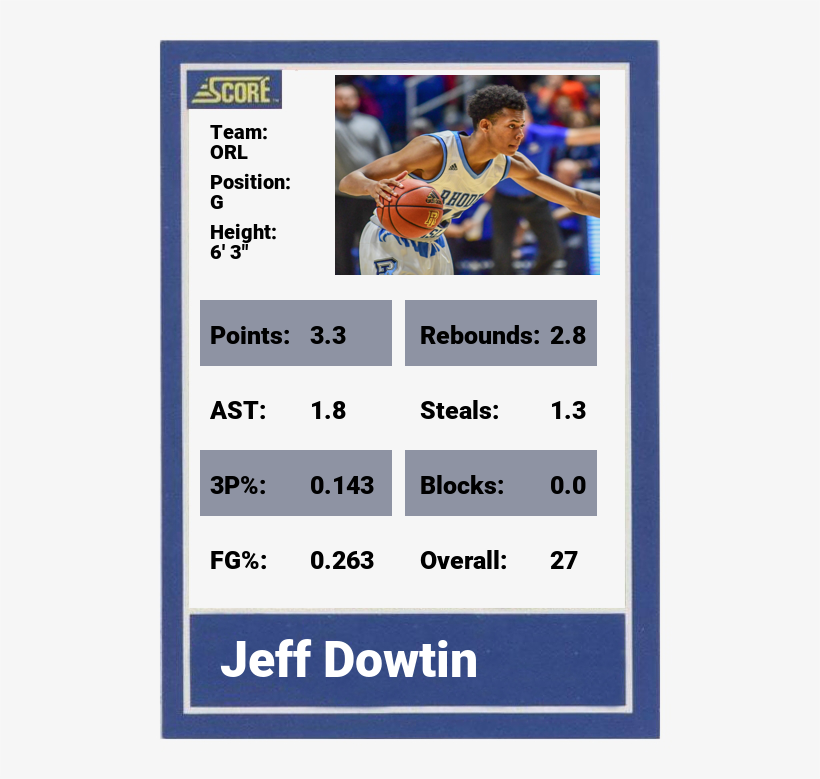 SCORE™
Team:
ORL
Position:
G
Height:
6' 3"
RHODE
Points: 3.3 Rebounds: 2.8
AST: 1.8 Steals: 1.3
3P%: 0.143 Blocks: 0.0
FG%: 0.263 Overall: 27
Jeff Dowtin